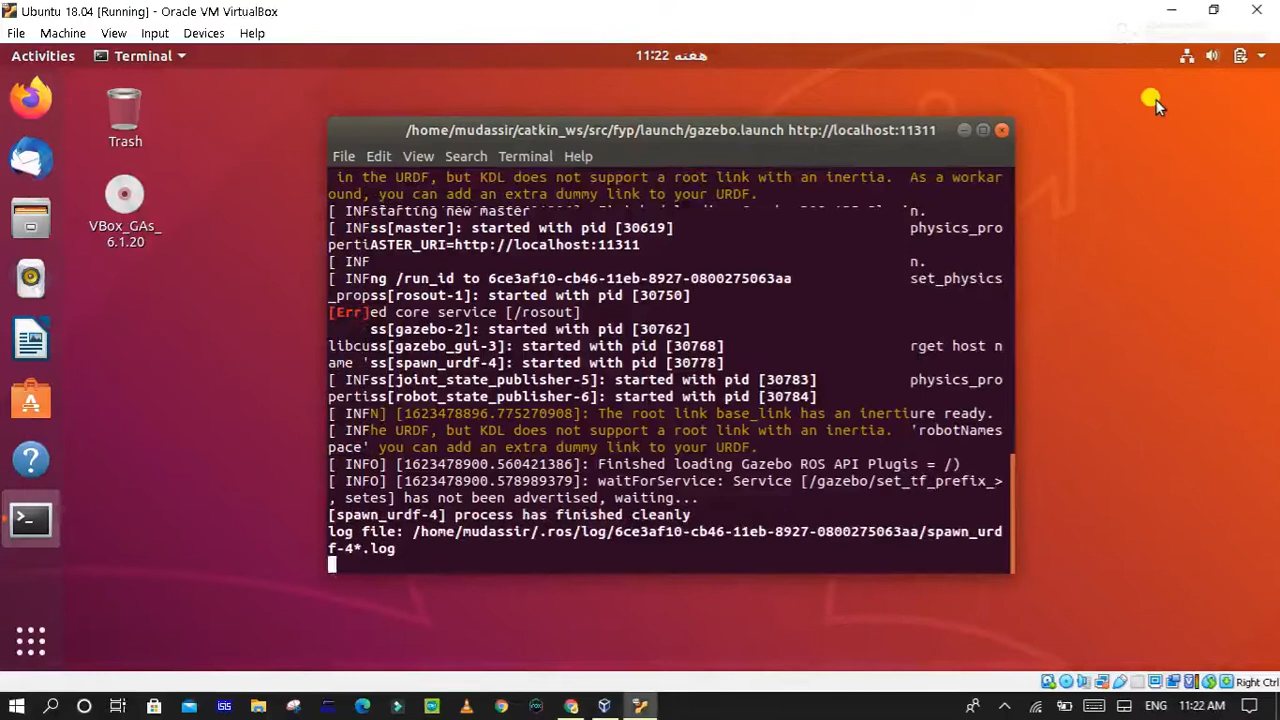 Ubuntu 18.04 [Running] - Oracle VM VirtualBox
File Machine View Input Devices Help
Activities Terminal هفته 11:22
Trash
VBox_GAs_
6.1.20
/home/mudassir/catkin_ws/src/fyp/launch/gazebo.launch http://localhost:11311
File Edit View Search Terminal Help
in the URDF, but KDL does not support a root link with an inertia. As a workar
ound, you can add an extra dummy link to your URDF.
[ INFstarting new master n.
[ INFss[master]: started with pid [30619] physics_pro
pertiASTER_URI=http://localhost:11311
[ INF n.
[ INFng /run_id to 6ce3af10-cb46-11eb-8927-0800275063aa set_physics
_propss[rosout-1]: started with pid [30750]
[Err]ed core service [/rosout]
ss[gazebo-2]: started with pid [30762]
libcuss[gazebo_gui-3]: started with pid [30768] rget host n
ame 'ss[spawn_urdf-4]: started with pid [30778]
[ INFss[joint_state_publisher-5]: started with pid [30783] physics_pro
pertiss[robot_state_publisher-6]: started with pid [30784]
[ INFN] [1623478896.775270908]: The root link base_link has an inertiure ready.
[ INFhe URDF, but KDL does not support a root link with an inertia. 'robotNames
pace' you can add an extra dummy link to your URDF.
[ INFO] [1623478900.560421386]: Finished loading Gazebo ROS API Plugis = /)
[ INFO] [1623478900.578989379]: waitForService: Service [/gazebo/set_tf_prefix_>
, setes] has not been advertised, waiting...
[spawn_urdf-4] process has finished cleanly
log file: /home/mudassir/.ros/log/6ce3af10-cb46-11eb-8927-0800275063aa/spawn_urd
f-4*.log
Right Ctrl
ENG 11:22 AM